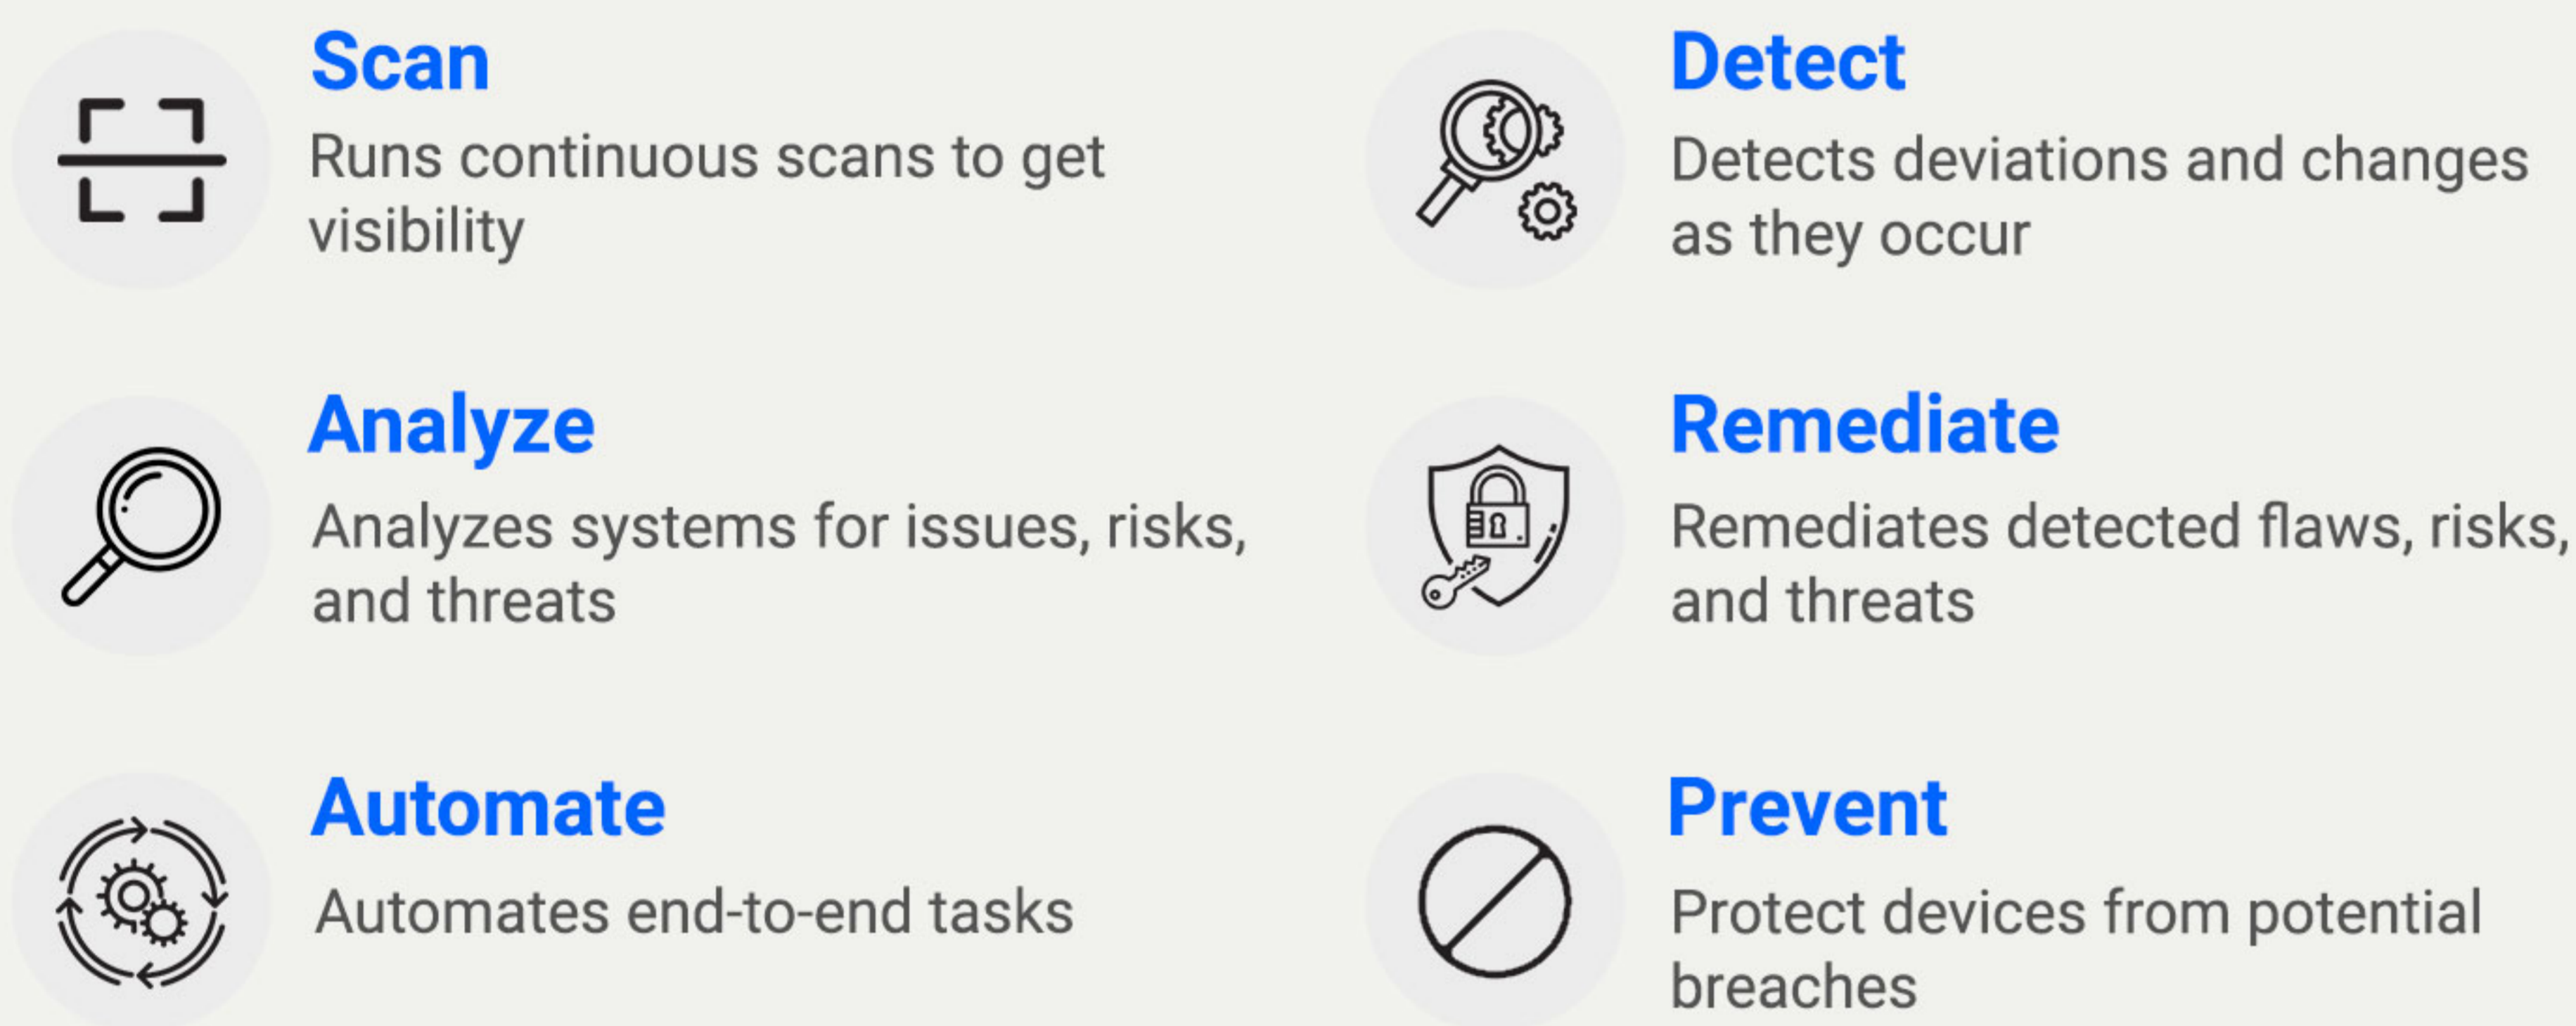 Scan
Runs continuous scans to get
visibility
Detect
Detects deviations and changes
as they occur
Analyze
Analyzes systems for issues, risks,
and threats
Remediate
Remediates detected flaws, risks,
and threats
Automate
Automates end-to-end tasks
Prevent
Protect devices from potential
breaches